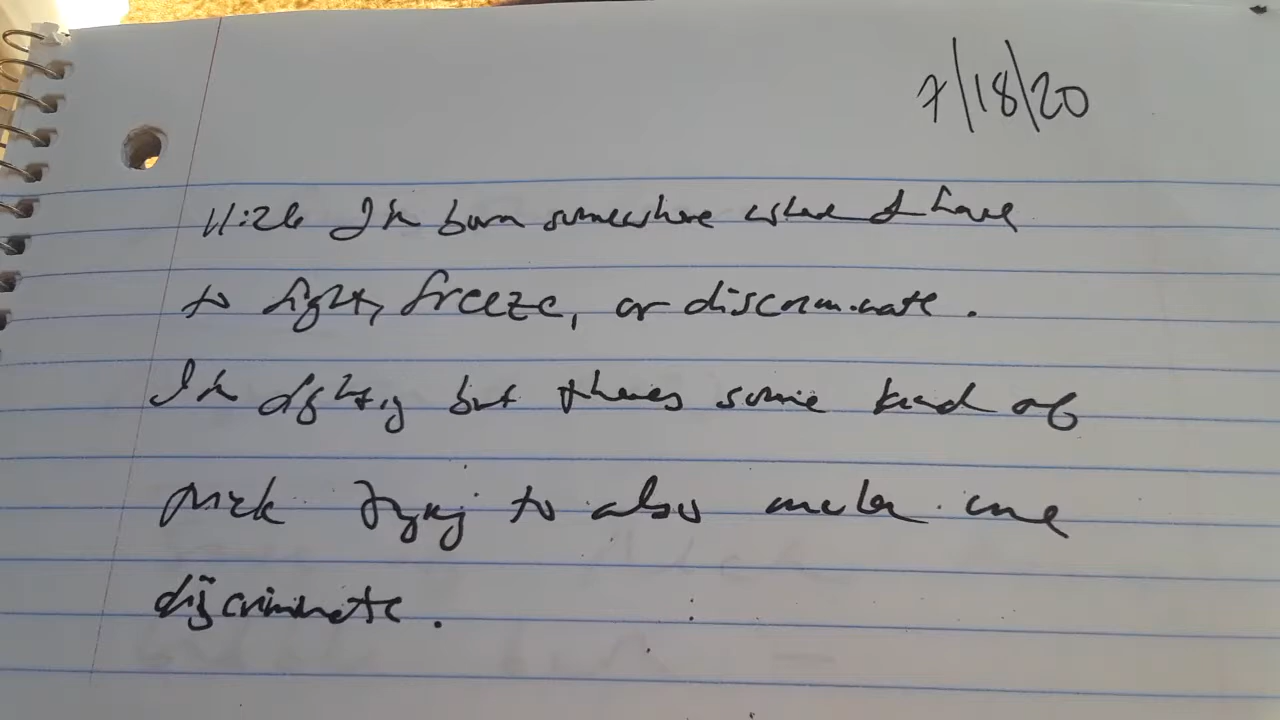 7/18/20
11:26 I'm born somewhere where I have
to fight, freeze, or discriminate.
I'm fighting but theres some kind of
prick trying to also make me
discriminate.